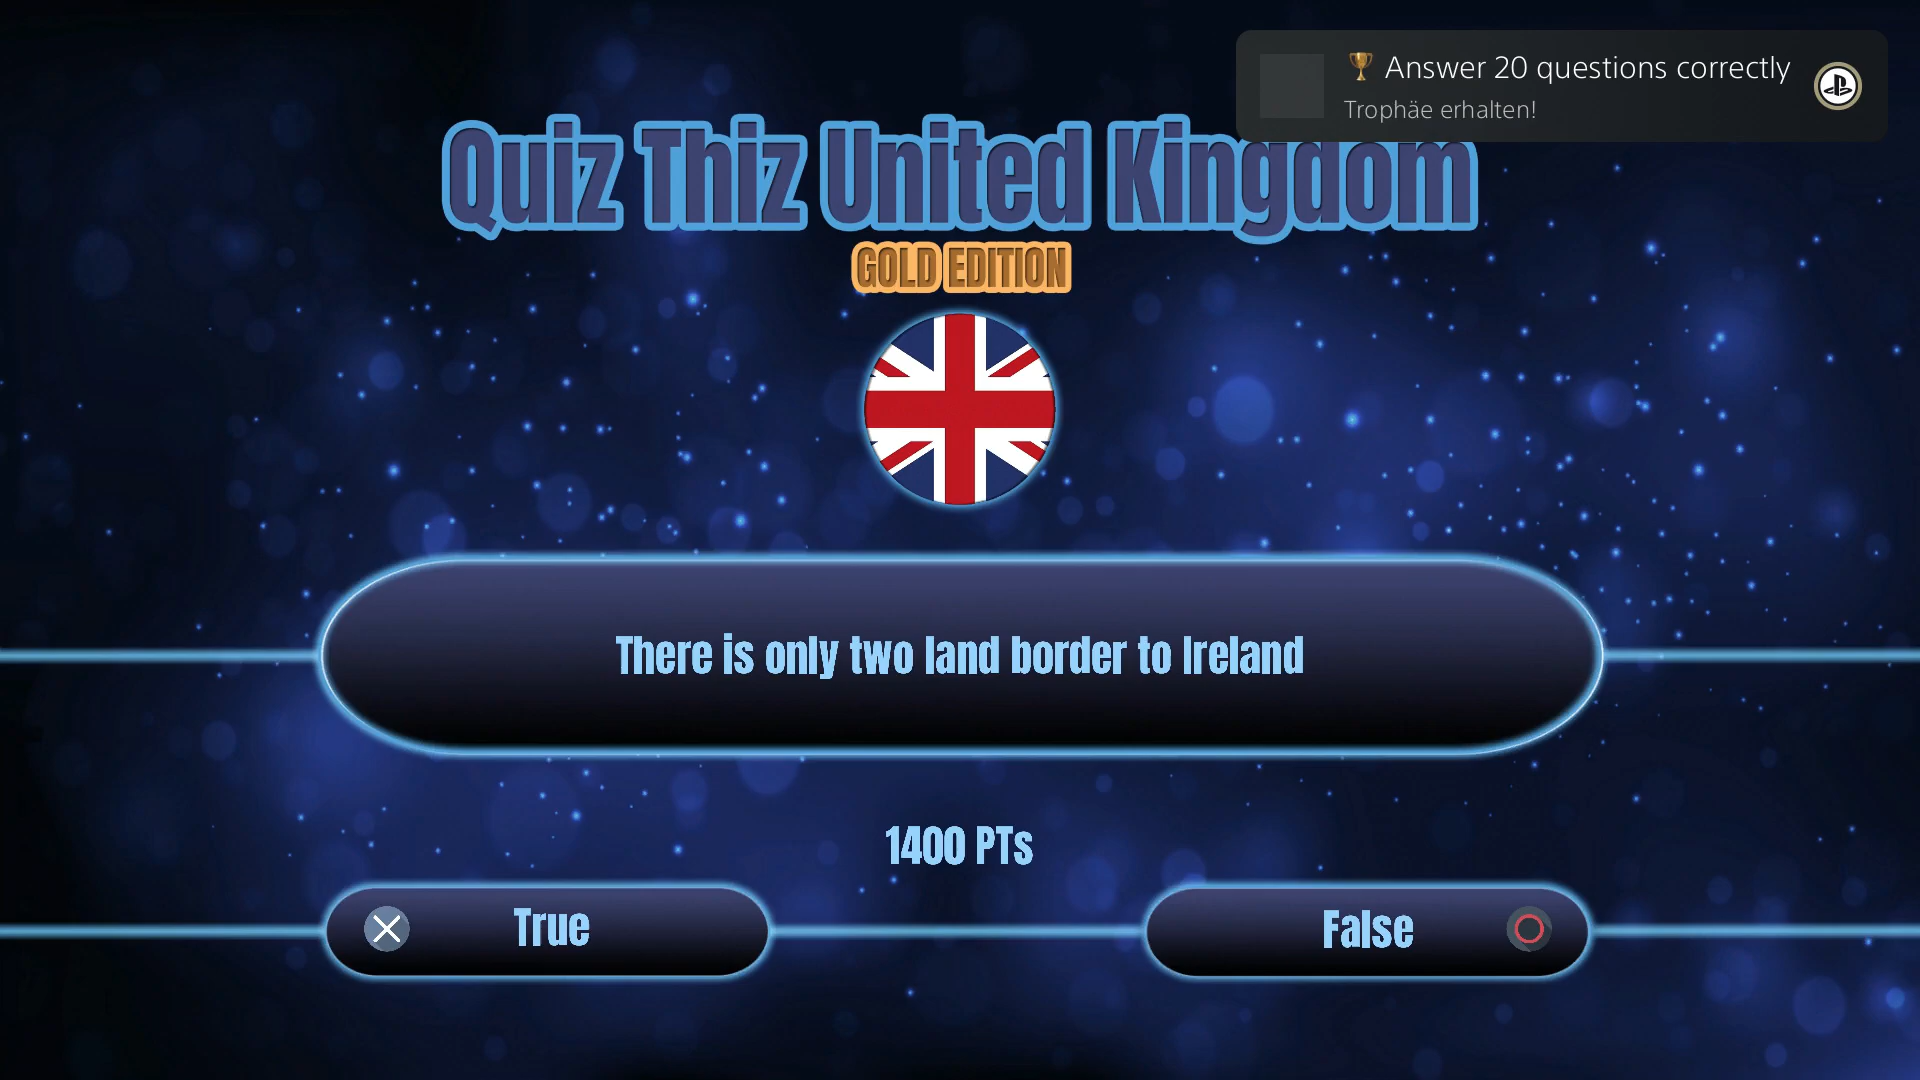 Answer 20 questions correctly
Trophäe erhalten!
Quiz Thiz United Kingdom
GOLD EDITION
There is only two land border to Ireland
1400 PTs
True
False